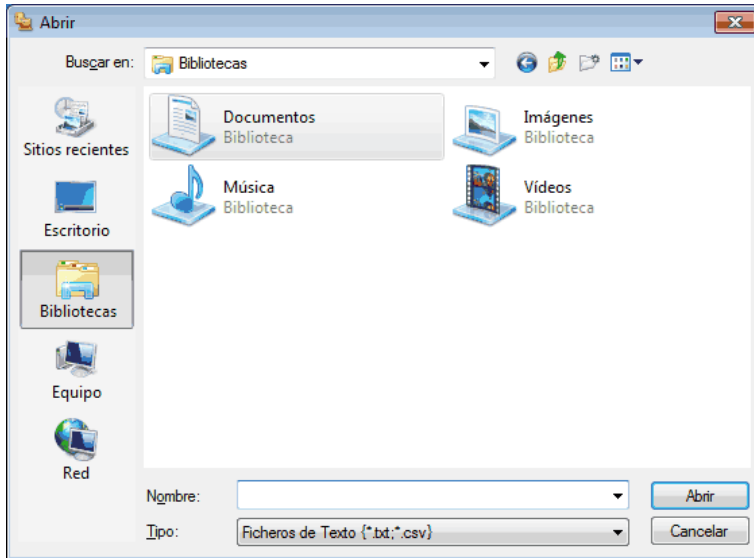 Abrir
Buscar en: Bibliotecas
Sitios recientes
Escritorio
Bibliotecas
Equipo
Red
Documentos
Biblioteca
Imágenes
Biblioteca
Música
Biblioteca
Vídeos
Biblioteca
Nombre:
Abrir
Tipo: Ficheros de Texto {*.txt;*.csv}
Cancelar